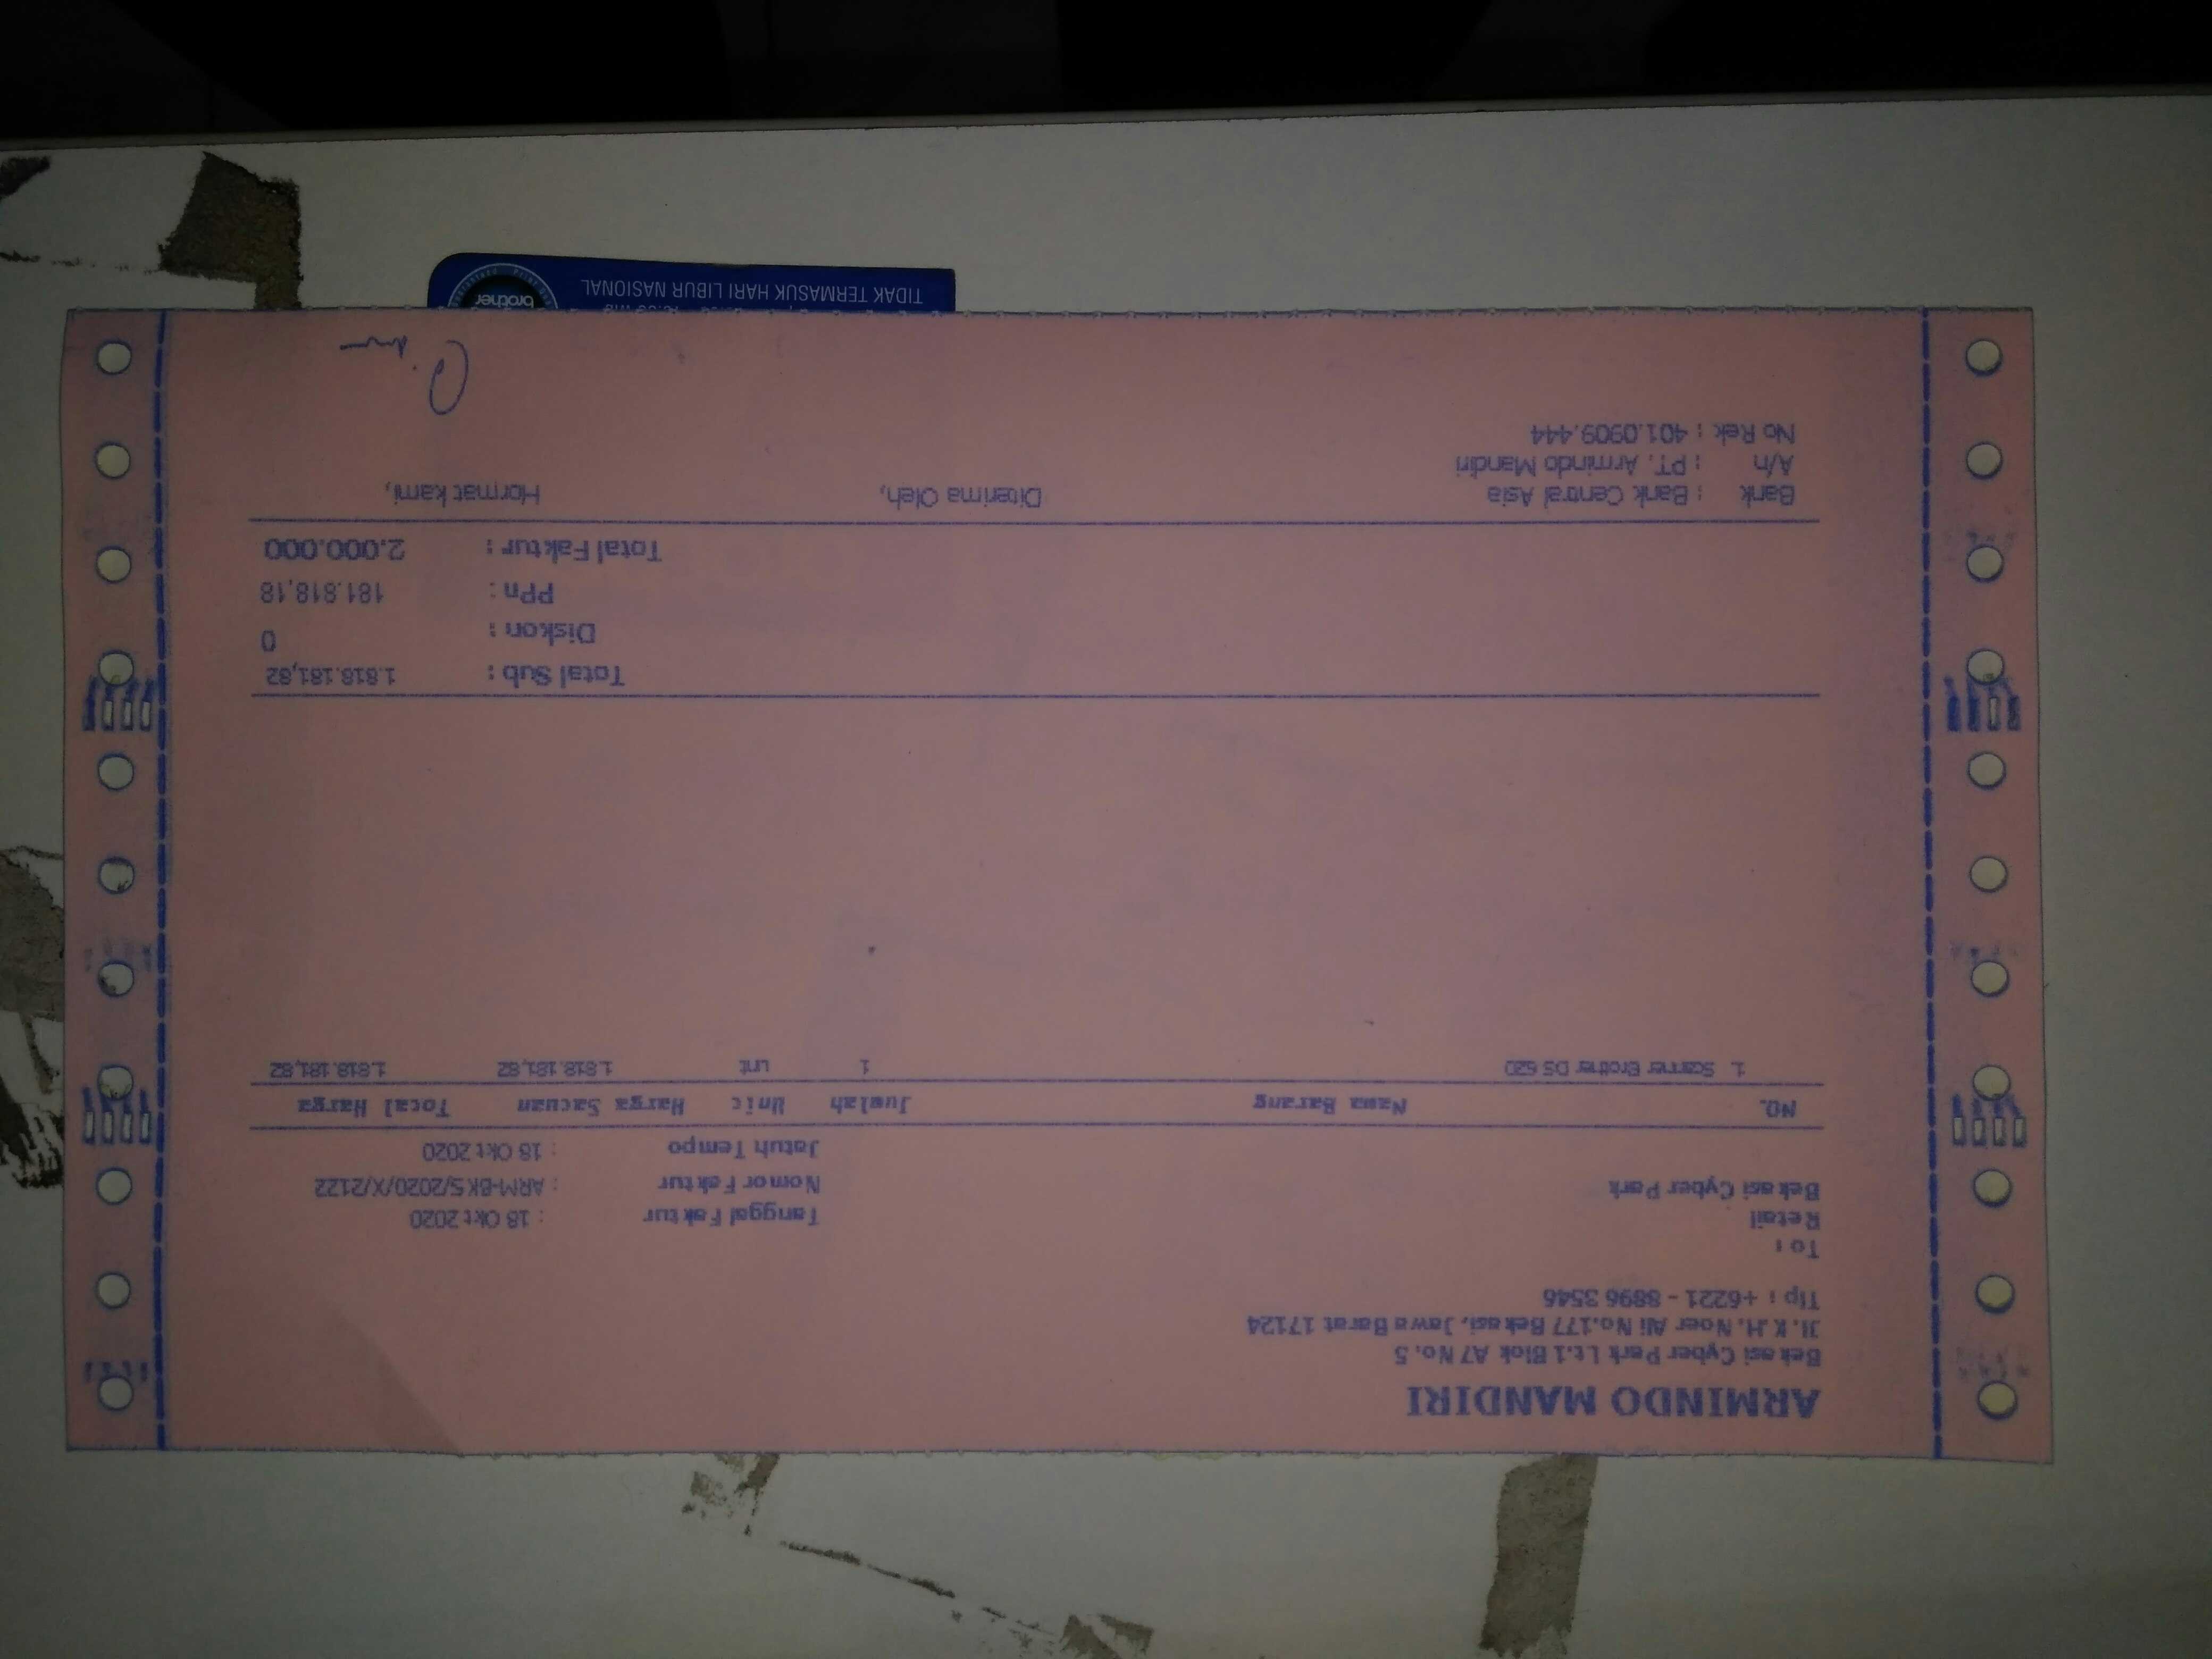 ARMINDO MANDIRI
Bekasi Cyber Park Lt.1 Blok A7 No. 5
Jl. K.H. Noer Ali No.177 Bekasi, Jawa Barat 17124
Tlp : +6221 - 8896 3546
To :
Retail
Bekasi Cyber Park
Tanggal Faktur : 18 Okt 2020
Nomor Faktur : ARM-BKS/2020/X/2122
Jatuh Tempo : 18 Okt 2020
NO. Nama Barang Jumlah Unit Harga Satuan Total Harga
1. Scanner Brother DS 620 1 unt 1.818.181,82 1.818.181,82
Total Sub : 1.818.181,82
Diskon : 0
PPn : 181.818,18
Total Faktur : 2.000.000
Bank : Bank Central Asia
A/n : PT. Armindo Mandiri
No Rek : 401.0909.444
Diterima Oleh,
Hormat kami,
brother
TIDAK TERMASUK HARI LIBUR NASIONAL